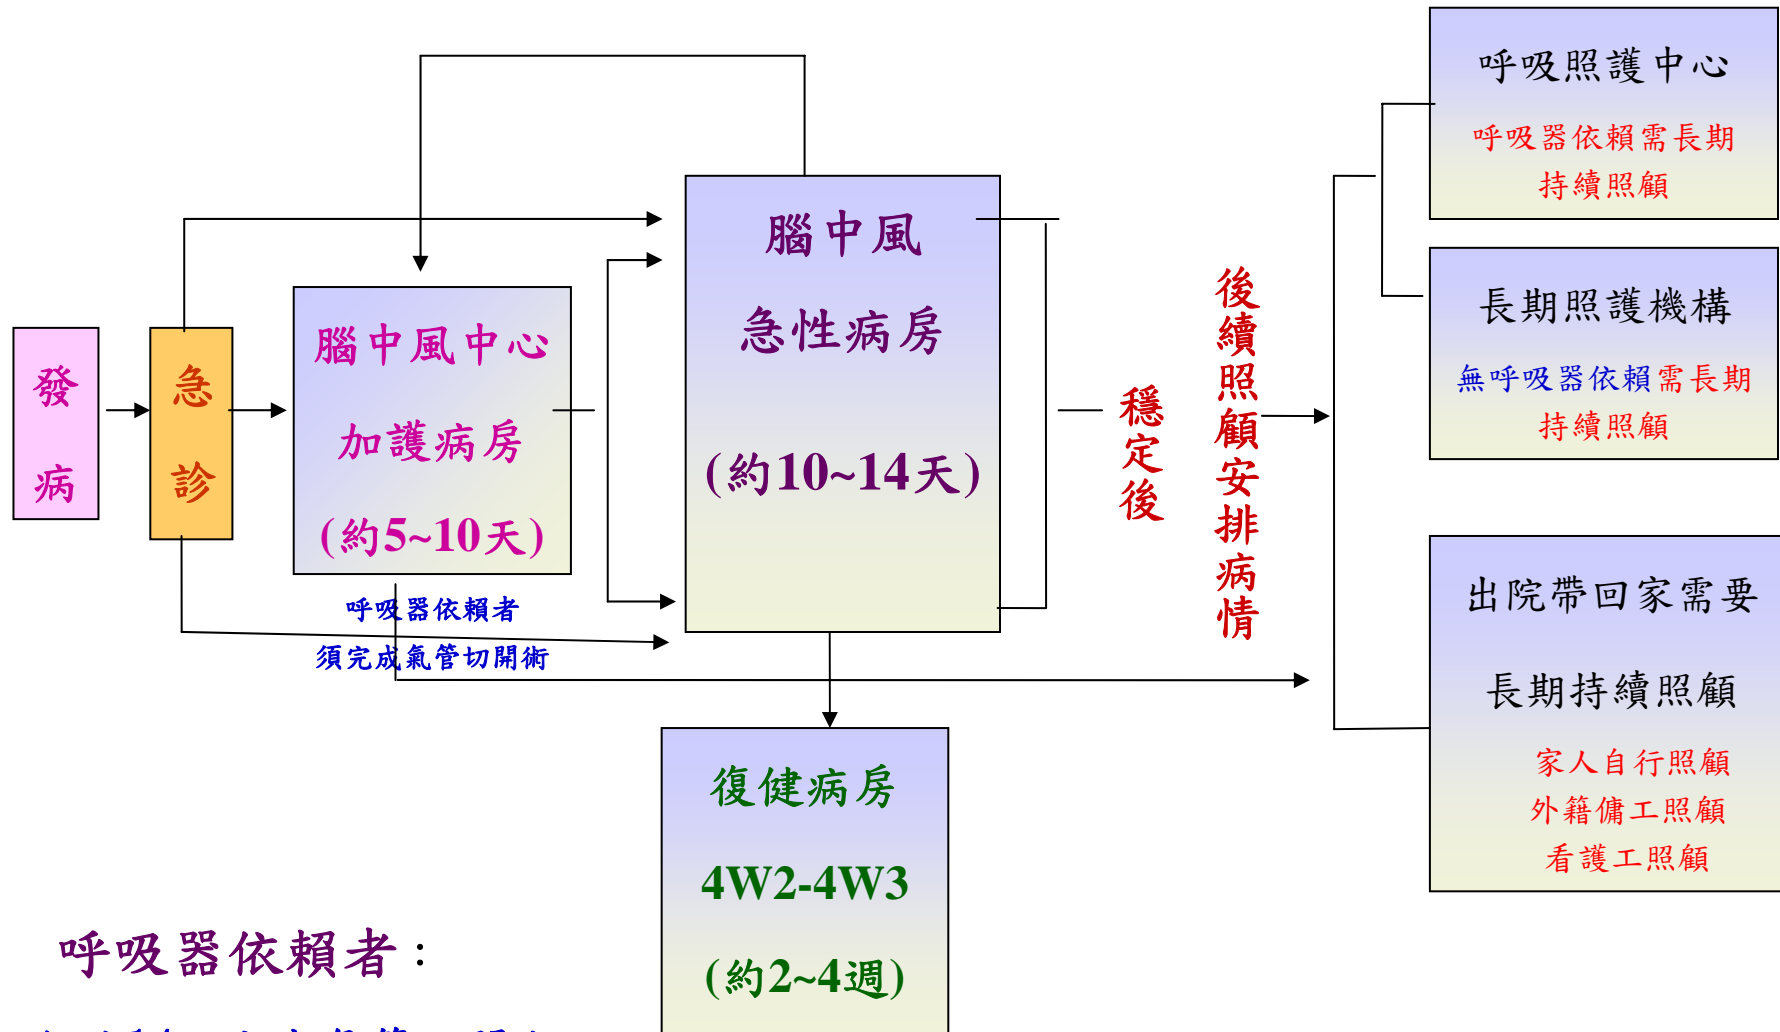 發病
急診
腦中風中心
加護病房
(約5~10天)
呼吸器依賴者
須完成氣管切開術
腦中風
急性病房
(約10~14天)
復健病房
4W2-4W3
(約2~4週)
穩定後
後續照顧安排病情
呼吸照護中心
呼吸器依賴需長期
持續照顧
長期照護機構
無呼吸器依賴需長期
持續照顧
出院帶回家需要
長期持續照顧
家人自行照顧
外籍傭工照顧
看護工照顧
呼吸器依賴者：